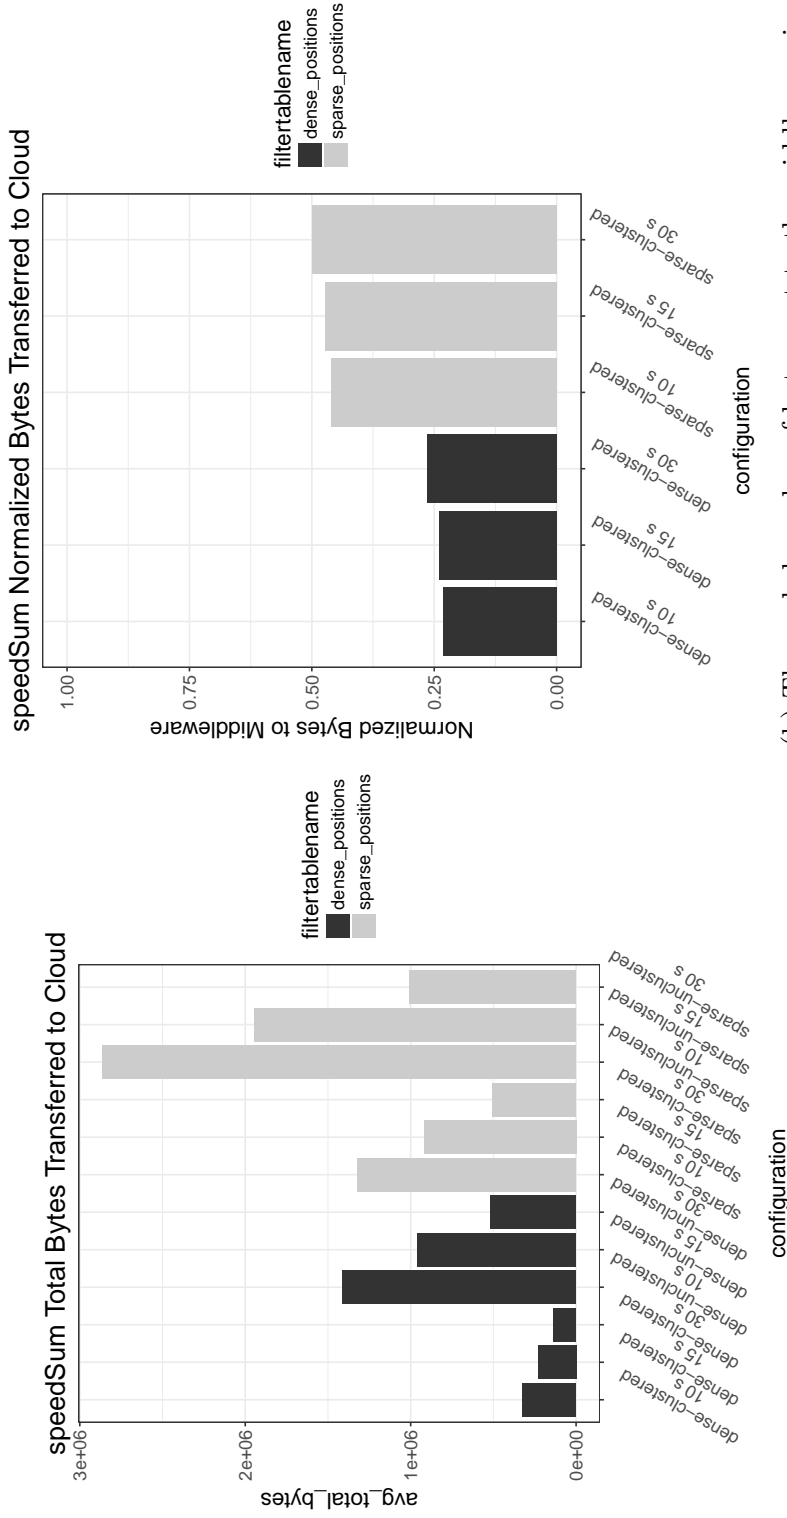 speedSum Total Bytes Transferred to Cloud
3e+06
2e+06
1e+06
0e+00
avg_total_bytes
dense−clustered
10 s
dense−clustered
15 s
dense−clustered
30 s
dense−unclustered
10 s
dense−unclustered
15 s
dense−unclustered
30 s
sparse−clustered
10 s
sparse−clustered
15 s
sparse−clustered
30 s
sparse−unclustered
10 s
sparse−unclustered
15 s
sparse−unclustered
30 s
configuration
filtertablename
dense_positions
sparse_positions
speedSum Normalized Bytes Transferred to Cloud
1.00
0.75
0.50
0.25
0.00
Normalized Bytes to Middleware
dense−clustered
10 s
dense−clustered
15 s
dense−clustered
30 s
sparse−clustered
10 s
sparse−clustered
15 s
sparse−clustered
30 s
configuration
filtertablename
dense_positions
sparse_positions